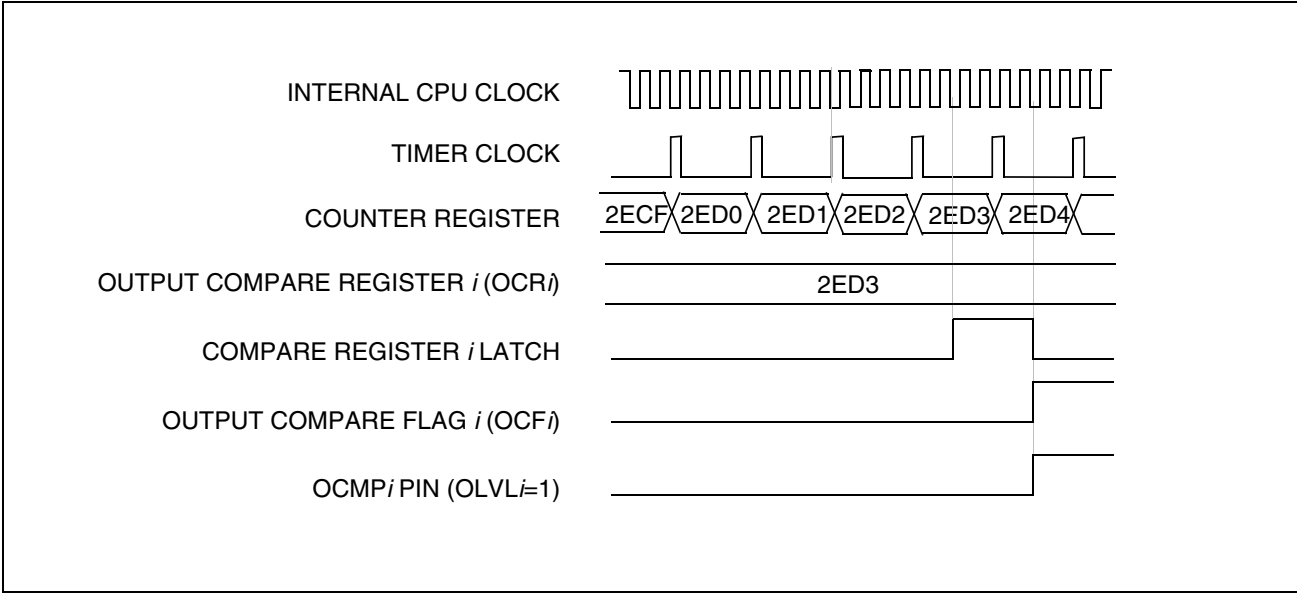 INTERNAL CPU CLOCK
TIMER CLOCK
COUNTER REGISTER 2ECF 2ED0 2ED1 2ED2 2ED3 2ED4
OUTPUT COMPARE REGISTER i (OCRi) 2ED3
COMPARE REGISTER i LATCH
OUTPUT COMPARE FLAG i (OCFi)
OCMPi PIN (OLVLi=1)